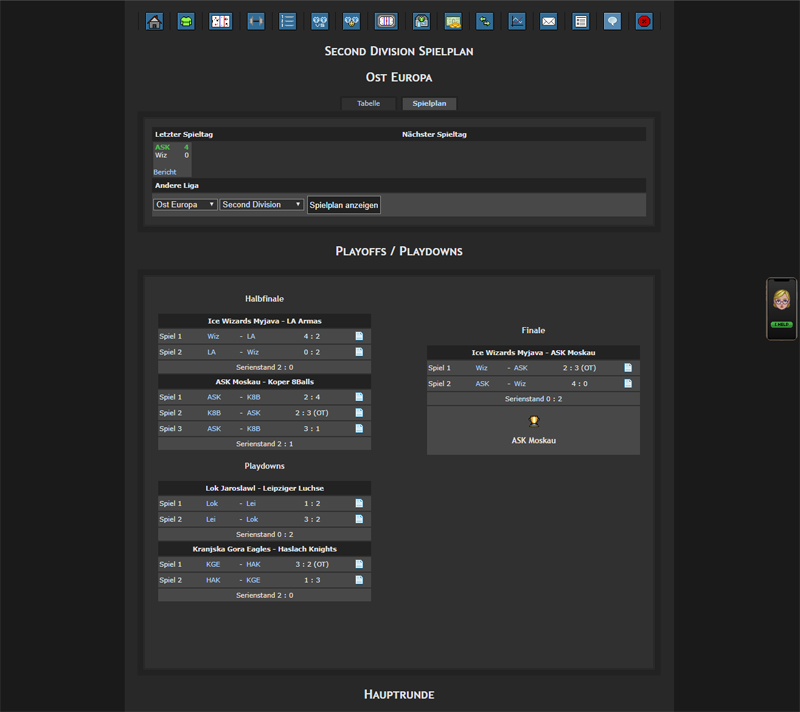 Second Division Spielplan
Ost Europa
Tabelle Spielplan
Letzter Spieltag Nächster Spieltag
ASK 4
Wiz 0
Bericht
Andere Liga
Ost Europa Second Division Spielplan anzeigen
Playoffs / Playdowns
Halbfinale
Ice Wizards Myjava - LA Armas
Spiel 1 Wiz - LA 4 : 2
Spiel 2 LA - Wiz 0 : 2
Serienstand 2 : 0
ASK Moskau - Koper 8Balls
Spiel 1 ASK - K8B 2 : 4
Spiel 2 K8B - ASK 2 : 3 (OT)
Spiel 3 ASK - K8B 3 : 1
Serienstand 2 : 1
Playdowns
Lok Jaroslawl - Leipziger Luchse
Spiel 1 Lok - Lei 1 : 2
Spiel 2 Lei - Lok 3 : 2
Serienstand 0 : 2
Kranjska Gora Eagles - Haslach Knights
Spiel 1 KGE - HAK 3 : 2 (OT)
Spiel 2 HAK - KGE 1 : 3
Serienstand 2 : 0
Finale
Ice Wizards Myjava - ASK Moskau
Spiel 1 Wiz - ASK 2 : 3 (OT)
Spiel 2 ASK - Wiz 4 : 0
Serienstand 0 : 2
ASK Moskau
Hauptrunde